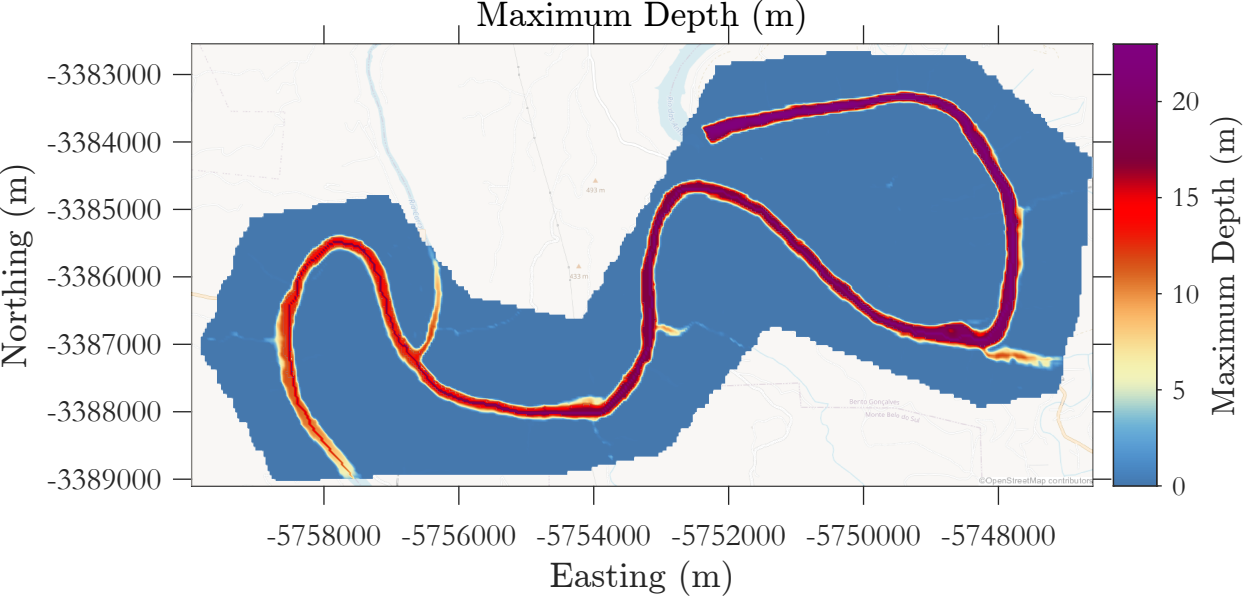 Maximum Depth (m)
-3383000
-3384000
-3385000
-3386000
-3387000
-3388000
-3389000
Northing (m)
433 m
433 m
Bento Gonçalves
Monte Belo do Sul
©OpenStreetMap contributors
-5758000 -5756000 -5754000 -5752000 -5750000 -5748000
Easting (m)
20
15
10
5
0
Maximum Depth (m)